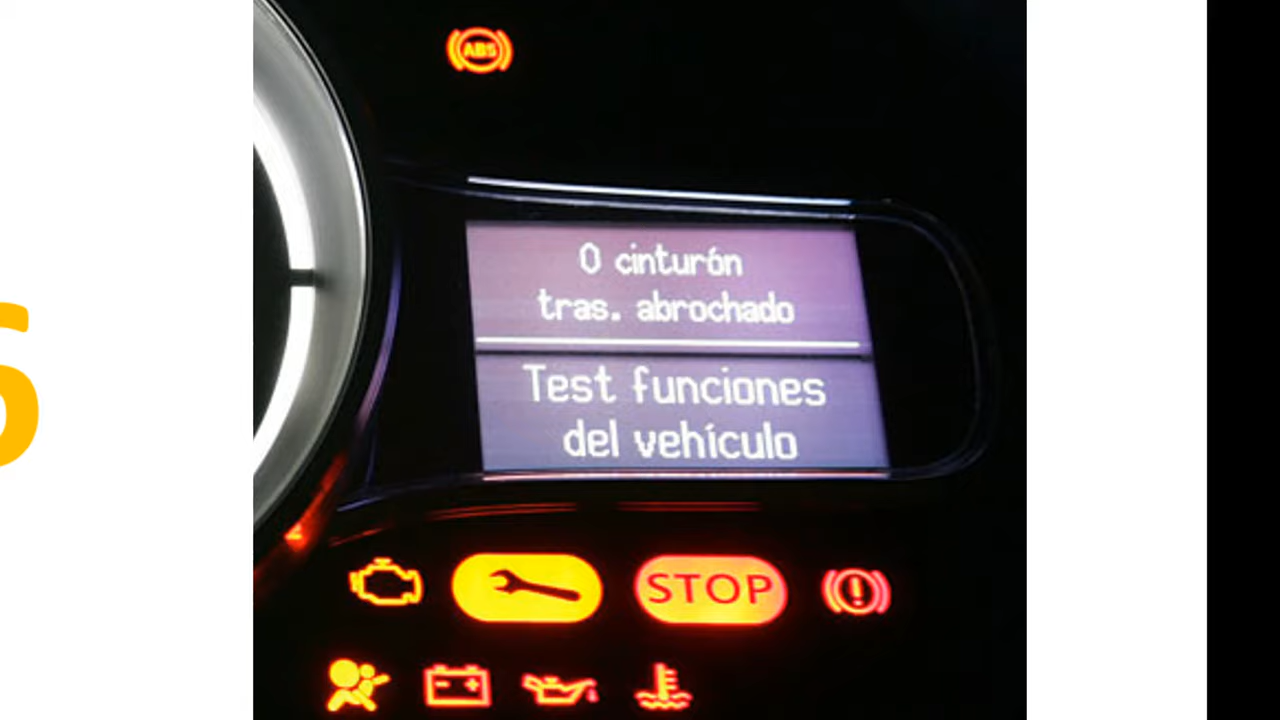 ABS
0 cinturón
tras. abrochado
Test funciones
del vehículo
STOP